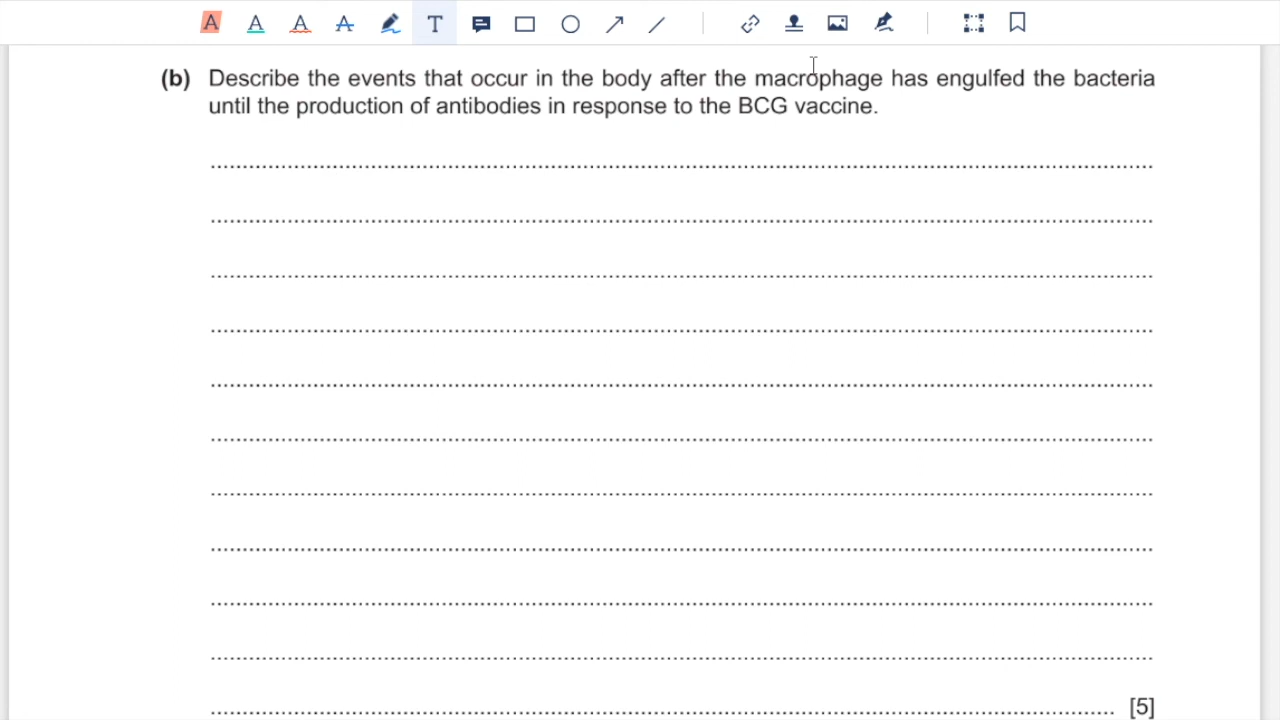 (b) Describe the events that occur in the body after the macrophage has engulfed the bacteria
until the production of antibodies in response to the BCG vaccine.
[5]